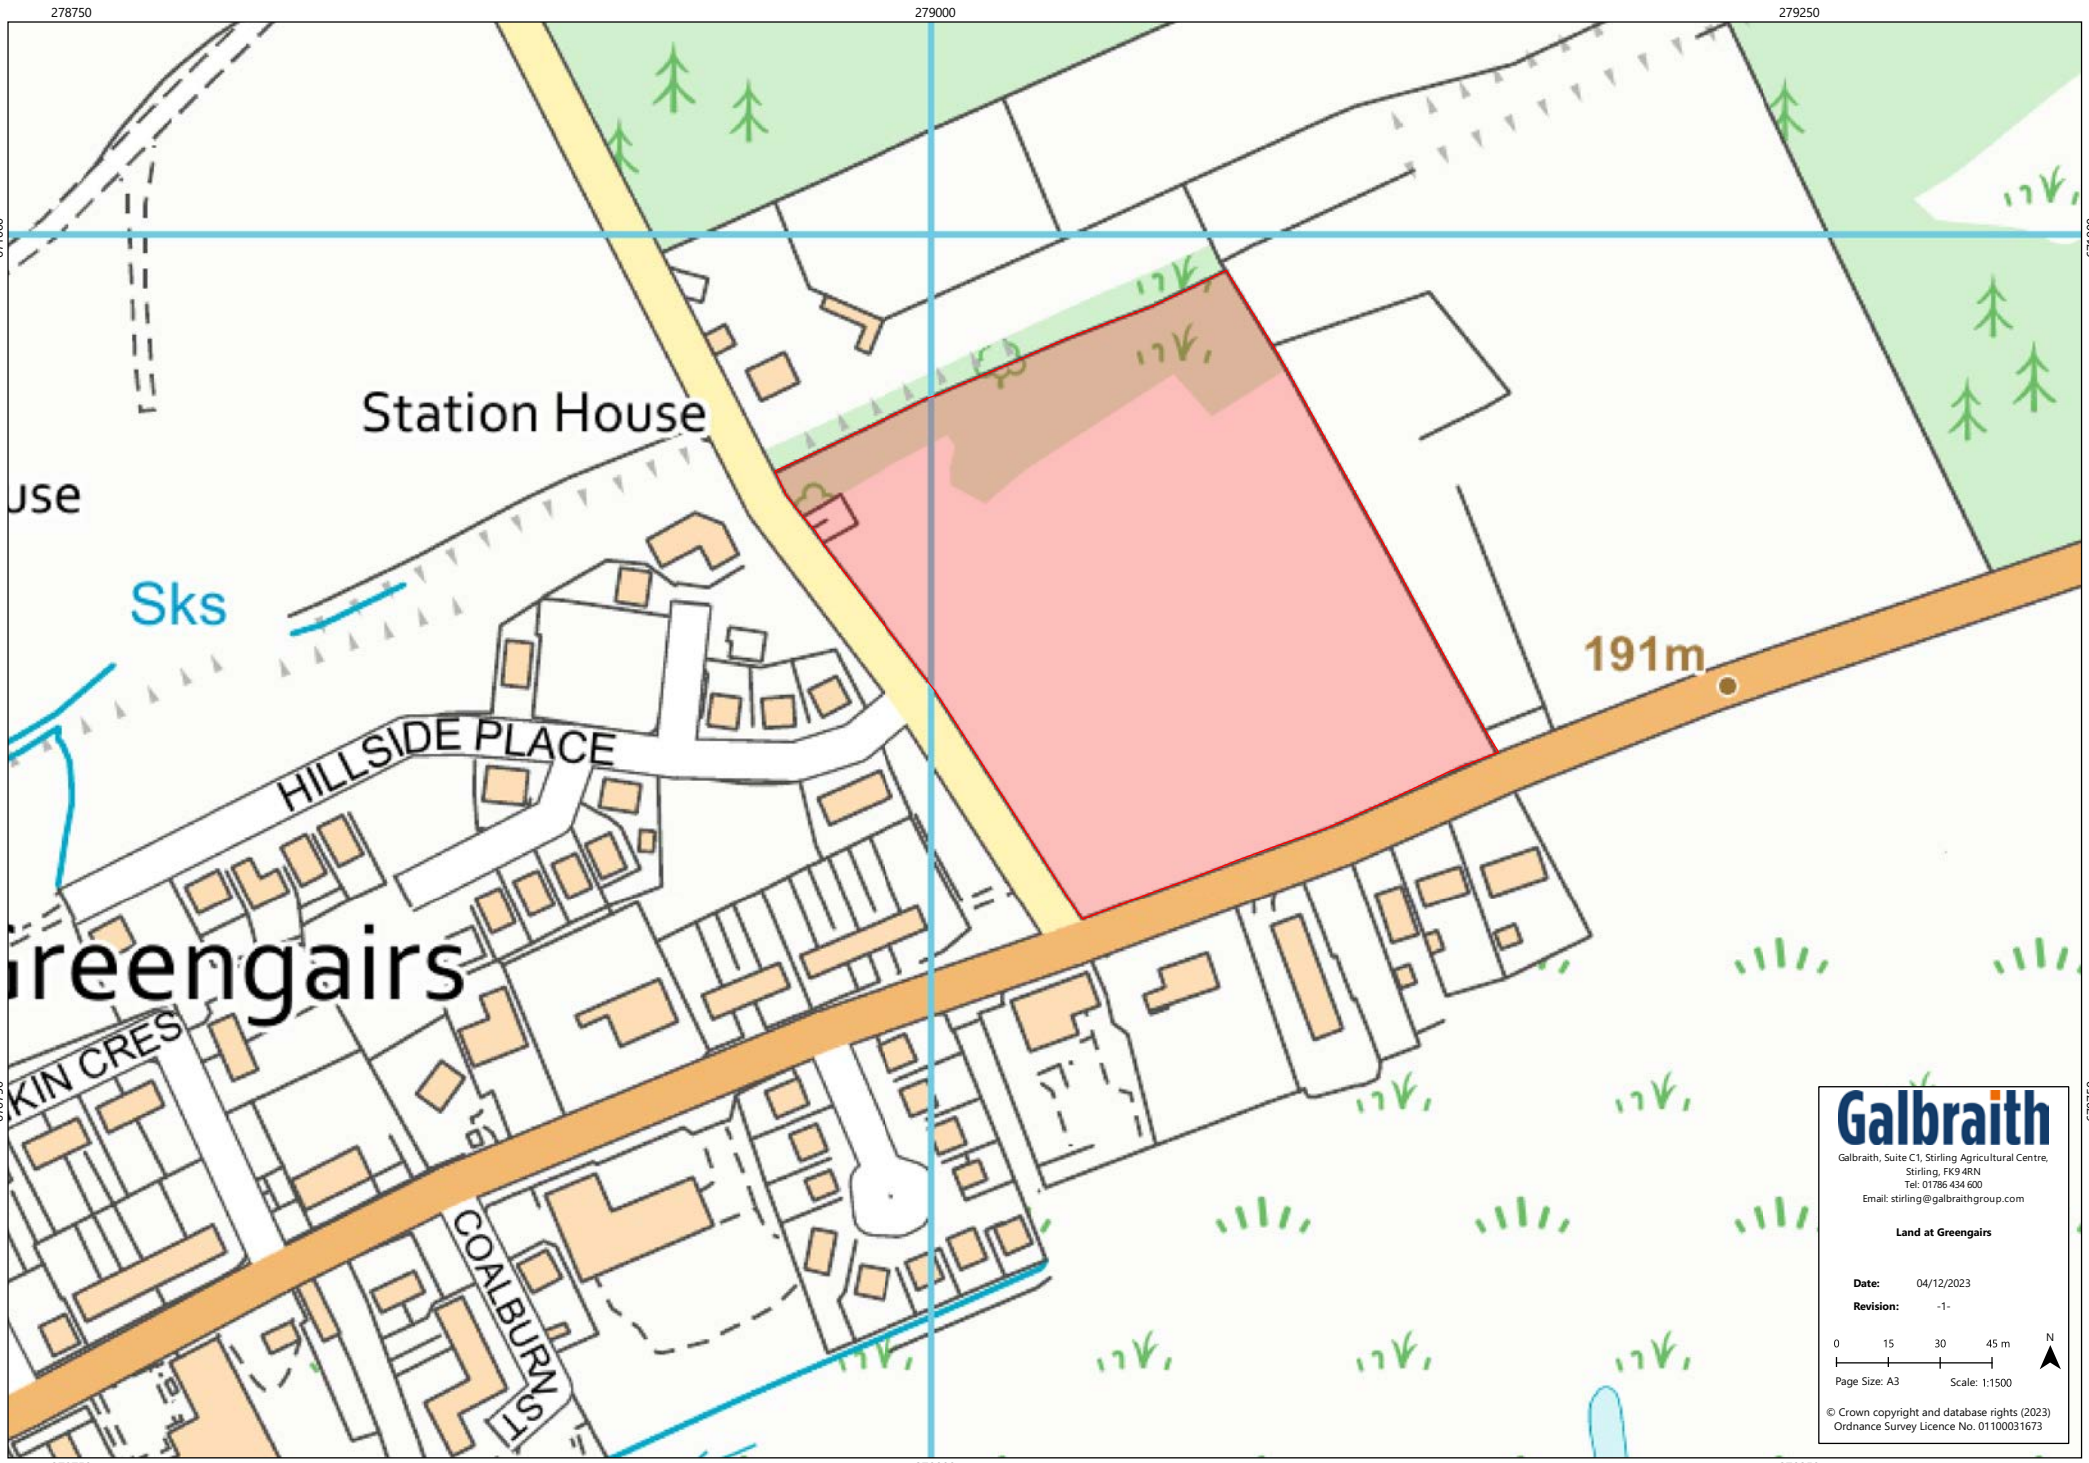 278750
279000
279250
Station House
use
Sks
191m
HILLSIDE PLACE
Greengairs
KIN CRES
COALBURN ST
Galbraith
Galbraith, Suite C1, Stirling Agricultural Centre,
Stirling, FK9 4RN
Tel: 01786 434 600
Email: stirling@galbraithgroup.com
Land at Greengairs
Date: 04/12/2023
Revision: -1-
0 15 30 45 m
N
Page Size: A3
Scale: 1:1500
© Crown copyright and database rights (2023)
Ordnance Survey Licence No. 01100031673